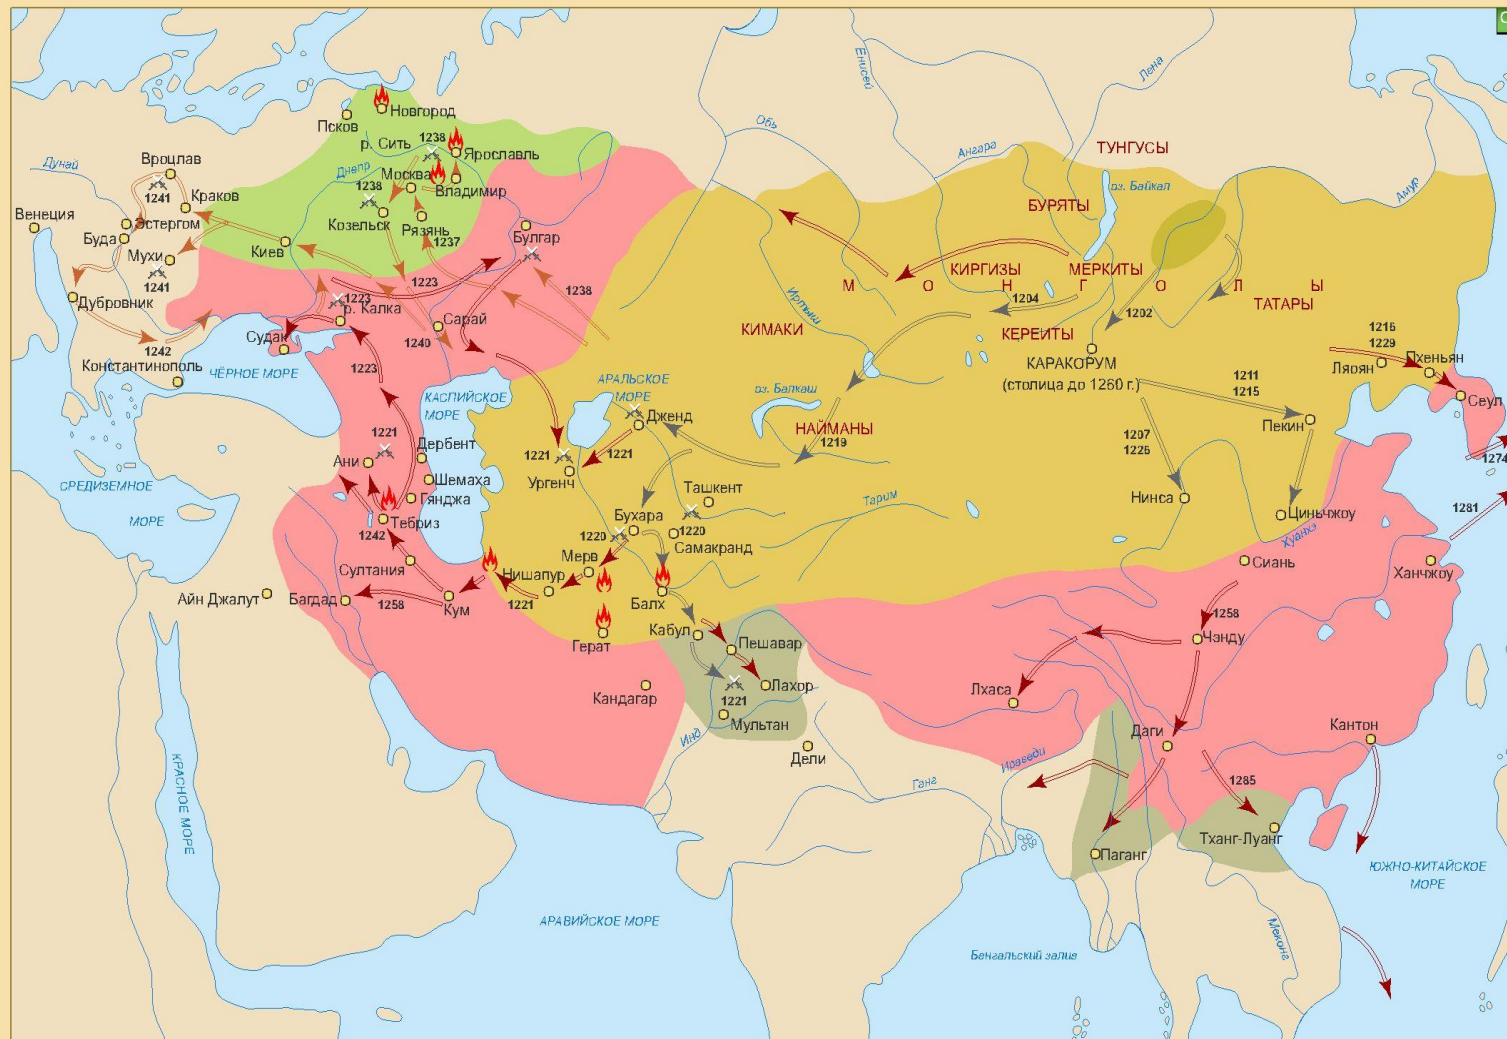 С
Новгород
Псков
р. Сить
1238
Ярославль
Днепр
Москва
Владимир
1238
Козельск
Рязань
1237
Киев
Булгар
Дунай
Вроцлав
1241
Краков
Венеция
Эстергом
Буда
Мухи
1241
Дубровник
1242
Константинополь
Судак
1223
р. Калка
1223
1223
Сарай
1240
1238
ЧЁРНОЕ МОРЕ
КАСПИЙСКОЕ
МОРЕ
АРАЛЬСКОЕ
МОРЕ
оз. Балкаш
Обь
Енисей
Лена
Ангара
Амур
Иртыш
ТУНГУСЫ
оз. Байкал
БУРЯТЫ
КИРГИЗЫ
МЕРКИТЫ
М О Н Г О Л Ы
ТАТАРЫ
1204
1202
КИМАКИ
КЕРЕИТЫ
КАРАКОРУМ
(столица до 1260 г.)
НАЙМАНЫ
1219
1211
1215
1216
1229
Ляоян
Пхеньян
Сеул
1274
1281
Пекин
1207
1226
Нинса
Циньчжоу
Хуанхэ
Сиань
Ханчжоу
Дженд
1221
1221
Ургенч
Ташкент
Тарим
Бухара
1220
1220
Самакранд
Мерв
Нишапур
1221
Балх
Герат
Кабул
Пешавар
Лахор
1221
Мультан
Кандагар
Инд
Дели
Ганг
1221
Дербент
Ани
Шемаха
Гянджа
Тебриз
1242
Султания
Кум
Багдад
1258
Айн Джалут
СРЕДИЗЕМНОЕ
МОРЕ
КРАСНОЕ МОРЕ
АРАВИЙСКОЕ МОРЕ
1258
Чэнду
Лхаса
Даги
Иравади
1285
Кантон
Паганг
Тханг-Луанг
ЮЖНО-КИТАЙСКОЕ
МОРЕ
Бенгальский залив
Меконг